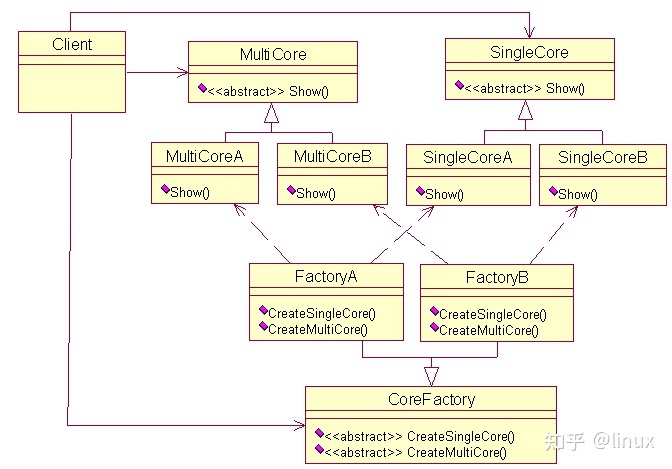 Client
MultiCore
<<abstract>> Show()
SingleCore
<<abstract>> Show()
MultiCoreA
Show()
MultiCoreB
Show()
SingleCoreA
Show()
SingleCoreB
Show()
FactoryA
CreateSingleCore()
CreateMultiCore()
FactoryB
CreateSingleCore()
CreateMultiCore()
CoreFactory
<<abstract>> CreateSingleCore()
<<abstract>> CreateMultiCore()
知乎 @linux